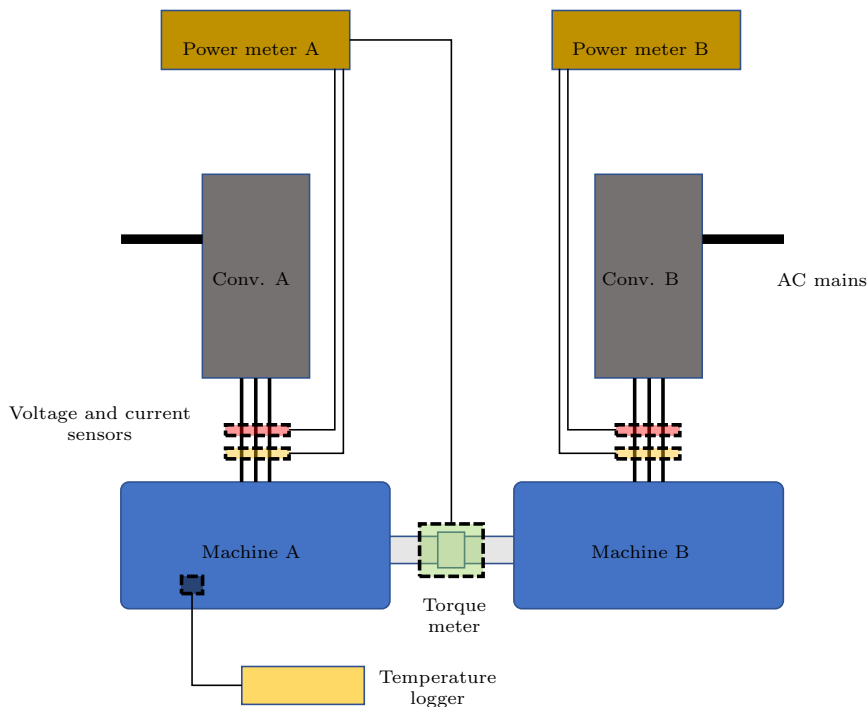 Power meter A
Power meter B
Conv. A
Conv. B
AC mains
Voltage and current
sensors
Machine A
Machine B
Torque
meter
Temperature
logger